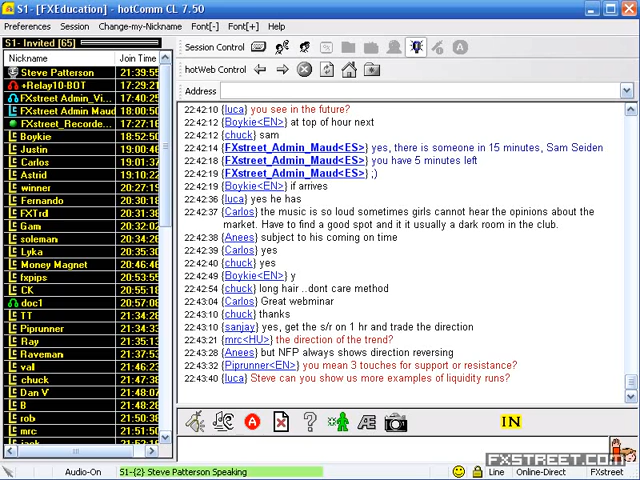 S1- [FXEducation] - hotComm CL 7.50
Preferences Session Change-my-Nickname Font[-] Font[+] Help
S1- Invited [65]
Nickname Join Time
Steve Patterson 21:39:55
+Relay10-BOT 17:29:21
FXstreet Admin_Vi... 17:40:25
FXstreet Admin Maud 18:00:50
FXstreet_Recorde... 17:27:18
Boykie 18:52:50
Justin 19:00:46
Carlos 19:01:37
Astrid 19:10:22
winner 20:27:19
Fernando 20:30:10
FXTrd 20:31:38
Gam 20:32:02
soleman 20:34:26
Lyka 20:35:39
Money Magnet 20:46:46
fxpips 20:53:55
CK 20:55:18
doc1 20:57:08
TT 21:34:28
Piprunner 21:34:28
Ray 21:35:13
Raveman 21:37:53
val 21:46:23
chuck 21:46:34
Dan V 21:48:07
B 21:48:28
rob 21:50:38
mrc 21:51:50
Session Control
hotWeb Control
Address
22:42:10 {luca} you see in the future?
22:42:12 {Boykie<EN>} at top of hour next
22:42:12 {chuck} sam
22:42:14 {FXstreet_Admin_Maud<ES>} yes, there is someone in 15 minutes, Sam Seiden
22:42:18 {FXstreet_Admin_Maud<ES>} you have 5 minutes left
22:42:19 {FXstreet_Admin_Maud<ES>} ;)
22:42:19 {Boykie<EN>} if arrives
22:42:36 {luca} yes he has
22:42:37 {Carlos} the music is so loud sometimes girls cannot hear the opinions about the
market. Have to find a good spot and it it usually a dark room in the club.
22:42:38 {Anees} subject to his coming on time
22:42:39 {Carlos} yes
22:42:40 {chuck} yes
22:42:49 {Boykie<EN>} y
22:42:54 {chuck} long hair ..dont care method
22:43:04 {Carlos} Great webminar
22:43:10 {chuck} thanks
22:43:10 {sanjay} yes, get the s/r on 1 hr and trade the direction
22:43:21 {mrc<HU>} the direction of the trend?
22:43:28 {Anees} but NFP always shows direction reversing
22:43:32 {Piprunner<EN>} you mean 3 touches for support or resistance?
22:43:40 {luca} Steve can you show us more examples of liquidity runs?
IN
FXSTREET.COM
Audio-On S1-{2} Steve Patterson Speaking Line Online-(2) FXstreet